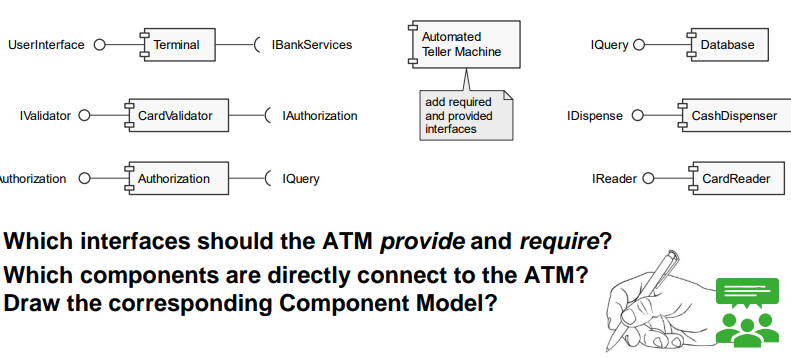 UserInterface
Terminal
IBankServices
Automated
Teller Machine
IQuery
Database
add required
and provided
interfaces
IValidator
CardValidator
IAuthorization
IDispense
CashDispenser
uthorization
Authorization
IQuery
IReader
CardReader
Which interfaces should the ATM provide and require?
Which components are directly connect to the ATM?
Draw the corresponding Component Model?